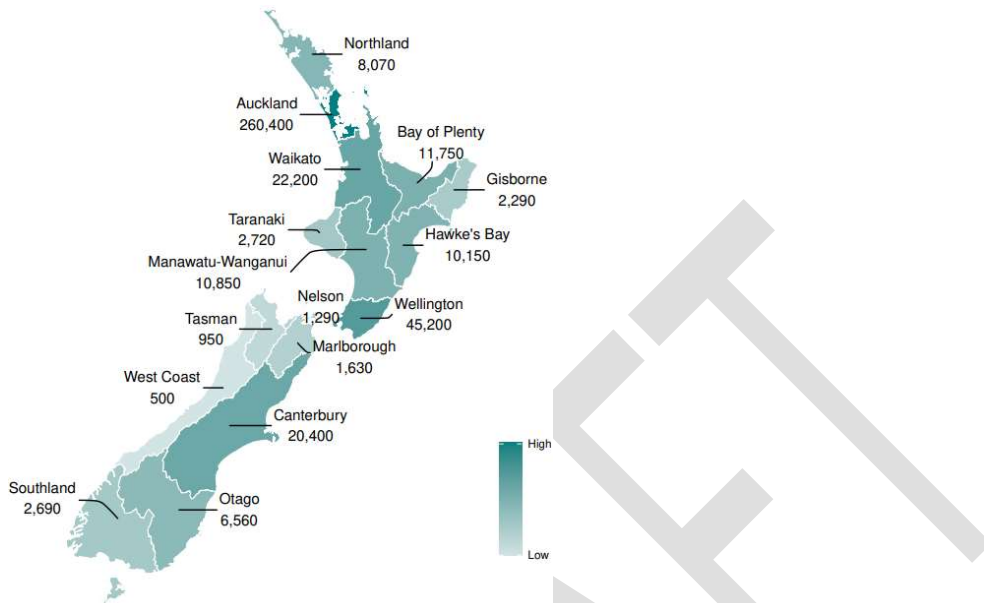 Northland
8,070
Auckland
260,400
Bay of Plenty
11,750
Waikato
22,200
Gisborne
2,290
Taranaki
2,720
Hawke's Bay
10,150
Manawatu-Wanganui
10,850
Nelson
1,290
Wellington
45,200
Tasman
950
Marlborough
1,630
West Coast
500
Canterbury
20,400
High
Southland
2,690
Otago
6,560
Low